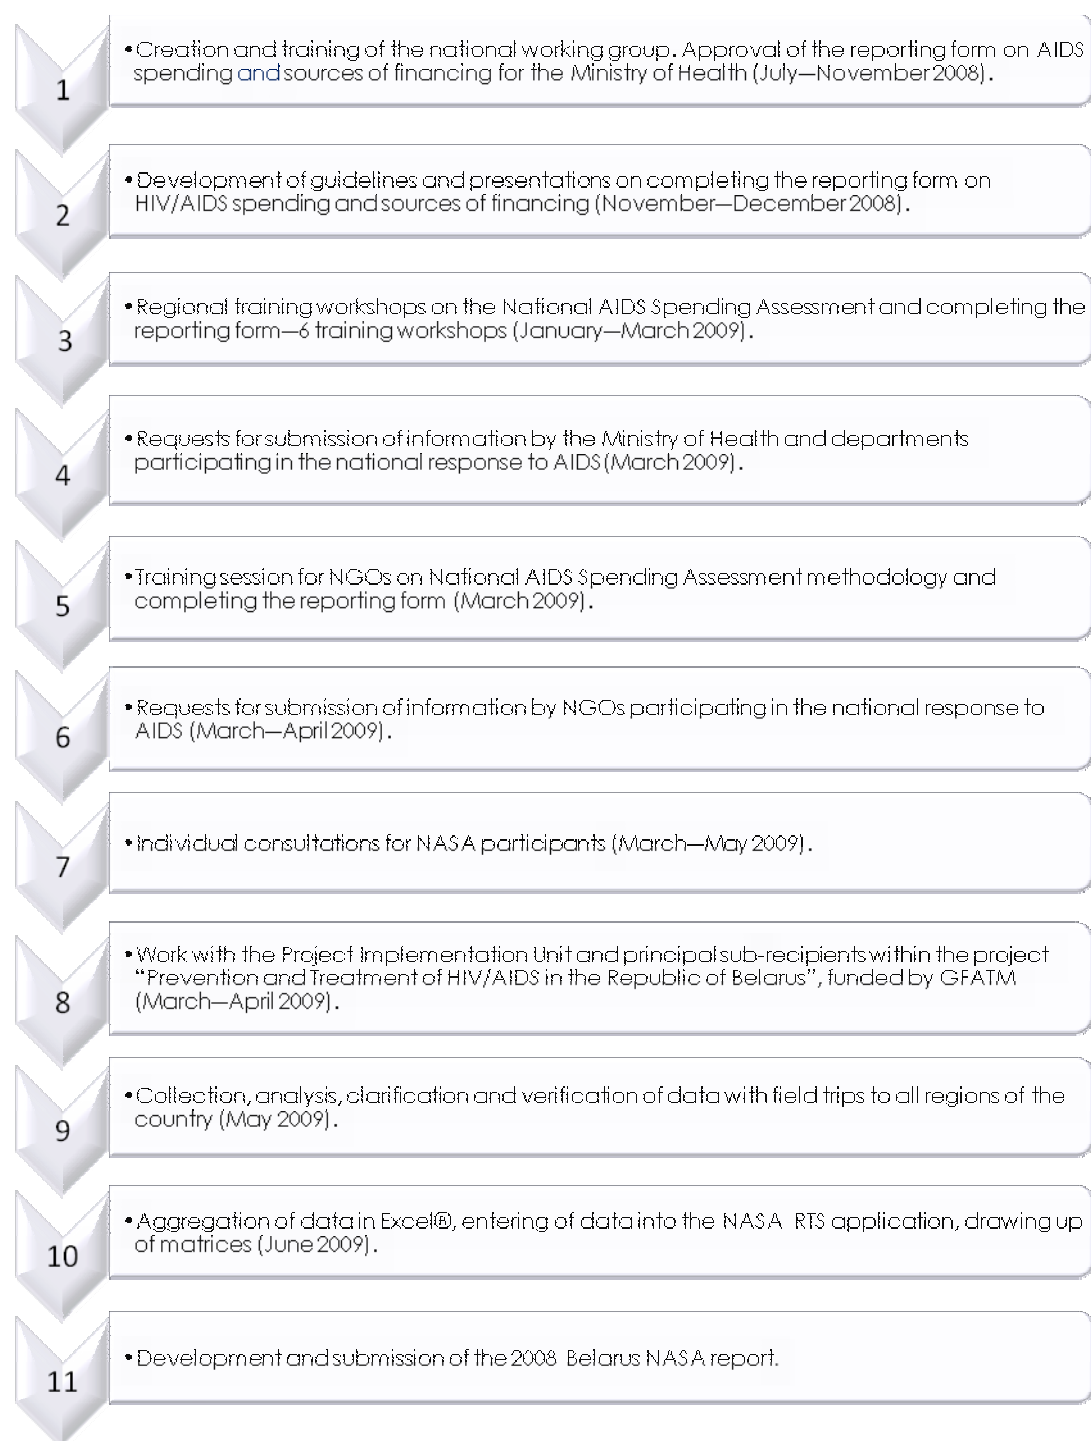 1
•Creation and training of the national working group. Approval of the reporting form on AIDS
spending and sources of financing for the Ministry of Health (July—November 2008).
2
•Development of guidelines and presentations on completing the reporting form on
HIV/AIDS spending and sources of financing (November—December 2008).
3
•Regional training workshops on the National AIDS Spending Assessment and completing the
reporting form—6 training workshops (January—March 2009).
4
•Requests for submission of information by the Ministry of Health and departments
participating in the national response to AIDS (March 2009).
5
•Training session for NGOs on National AIDS Spending Assessment methodology and
completing the reporting form (March 2009).
6
•Requests for submission of information by NGOs participating in the national response to
AIDS (March—April 2009).
7
•Individual consultations for NASA participants (March—May 2009).
8
•Work with the Project Implementation Unit and principal sub-recipients within the project
“Prevention and Treatment of HIV/AIDS in the Republic of Belarus”, funded by GFATM
(March—April 2009).
9
•Collection, analysis, clarification and verification of data with field trips to all regions of the
country (May 2009).
10
•Aggregation of data in Excel®, entering of data into the NASA RTS application, drawing up
of matrices (June 2009).
11
•Development and submission of the 2008 Belarus NASA report.